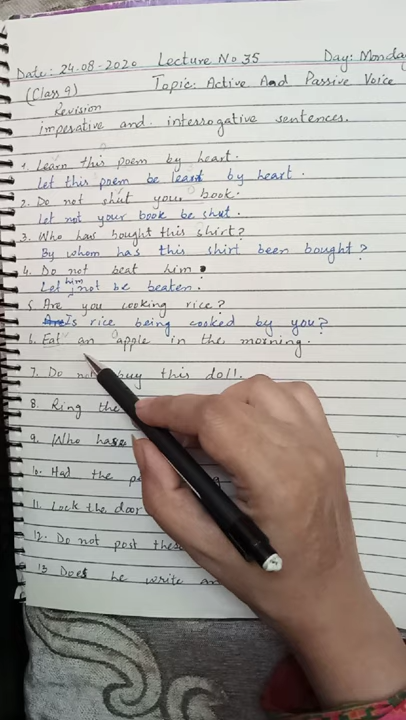 Date: 24.08-2020 Lecture No 35 Day: Monday
(Class 9) Topic: Active And Passive Voice
Revision
imperative and interrogative sentences.
1. Learn this poem by heart.
Let this poem be learnt by heart.
2. Do not shut your book.
Let not your book be shut.
3. Who has bought this shirt?
By whom has this shirt been bought?
4. Do not beat him.
Let him not be beaten.
5. Are you cooking rice?
Is rice being cooked by you?
6. Eat an apple in the morning.
7. Do not buy this doll.
8. Ring the
9. Who has
10. Had the
11. Lock the door
12. Do not post these
13 Does he write an